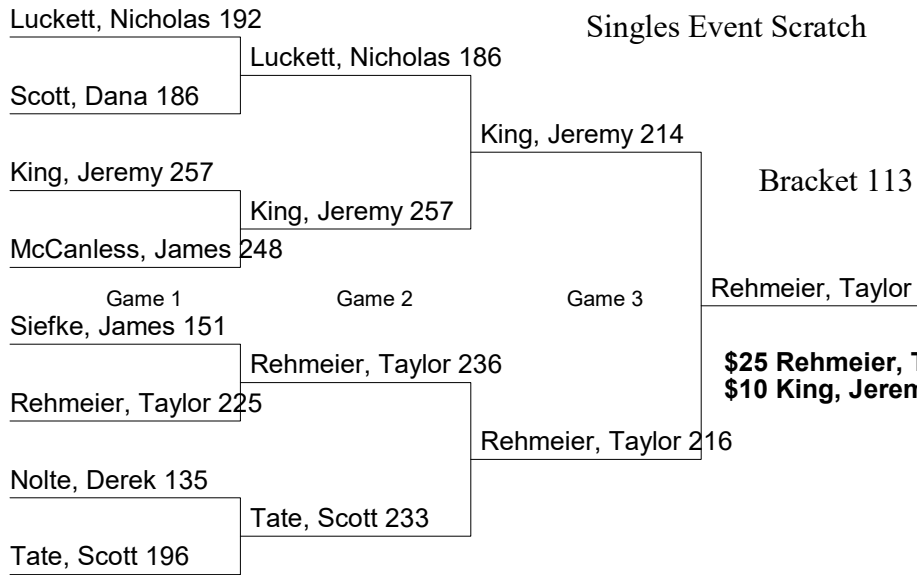 Luckett, Nicholas 192
Singles Event Scratch
Luckett, Nicholas 186
Scott, Dana 186
King, Jeremy 214
King, Jeremy 257
Bracket 113
King, Jeremy 257
McCanless, James 248
Game 1
Game 2
Game 3
Rehmeier, Taylor
Siefke, James 151
Rehmeier, Taylor 236
$25 Rehmeier,
$10 King, Jerem
Rehmeier, Taylor 225
Rehmeier, Taylor 216
Nolte, Derek 135
Tate, Scott 233
Tate, Scott 196